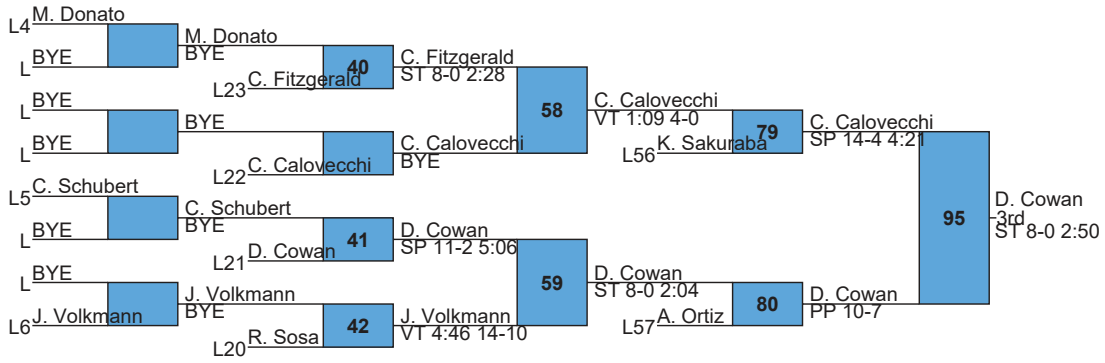 L4 M. Donato
L BYE
M. Donato
BYE
40
L23 C. Fitzgerald
C. Fitzgerald
ST 8-0 2:28
L BYE
L BYE
BYE
L22 C. Calovecchi
C. Calovecchi
BYE
58
C. Calovecchi
VT 1:09 4-0
L56 K. Sakuraba
79
C. Calovecchi
SP 14-4 4:21
L5 C. Schubert
L BYE
C. Schubert
BYE
41
L21 D. Cowan
D. Cowan
SP 11-2 5:06
L BYE
L6 J. Volkmann
J. Volkmann
BYE
42
L20 R. Sosa
J. Volkmann
VT 4:46 14-10
59
D. Cowan
ST 8-0 2:04
L57 A. Ortiz
80
D. Cowan
PP 10-7
95
D. Cowan
3rd
ST 8-0 2:50